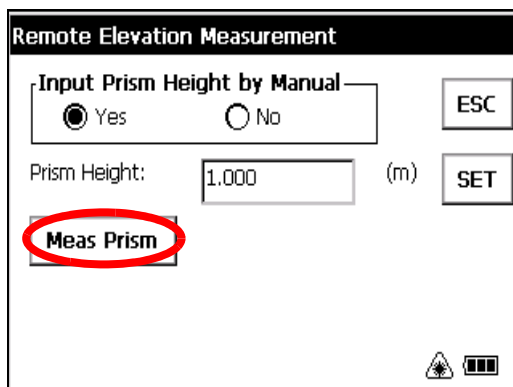 Remote Elevation Measurement
Input Prism Height by Manual
Yes No
ESC
Prism Height: 1.000 (m)
SET
Meas Prism